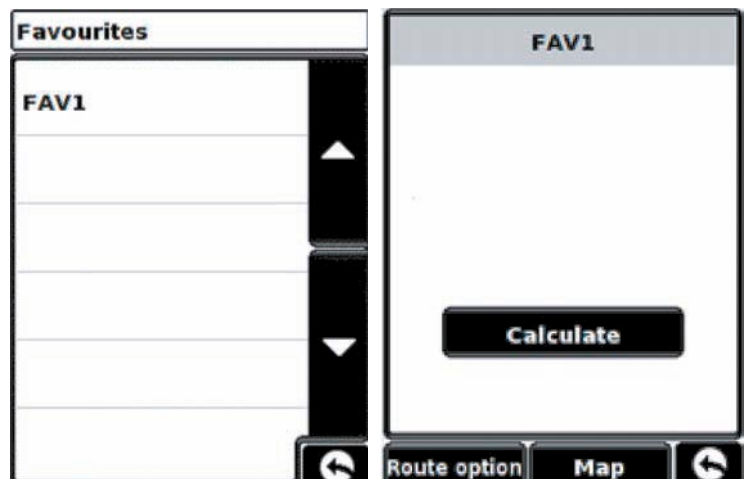 Favourites
FAV1
FAV1
Calculate
Route option
Map